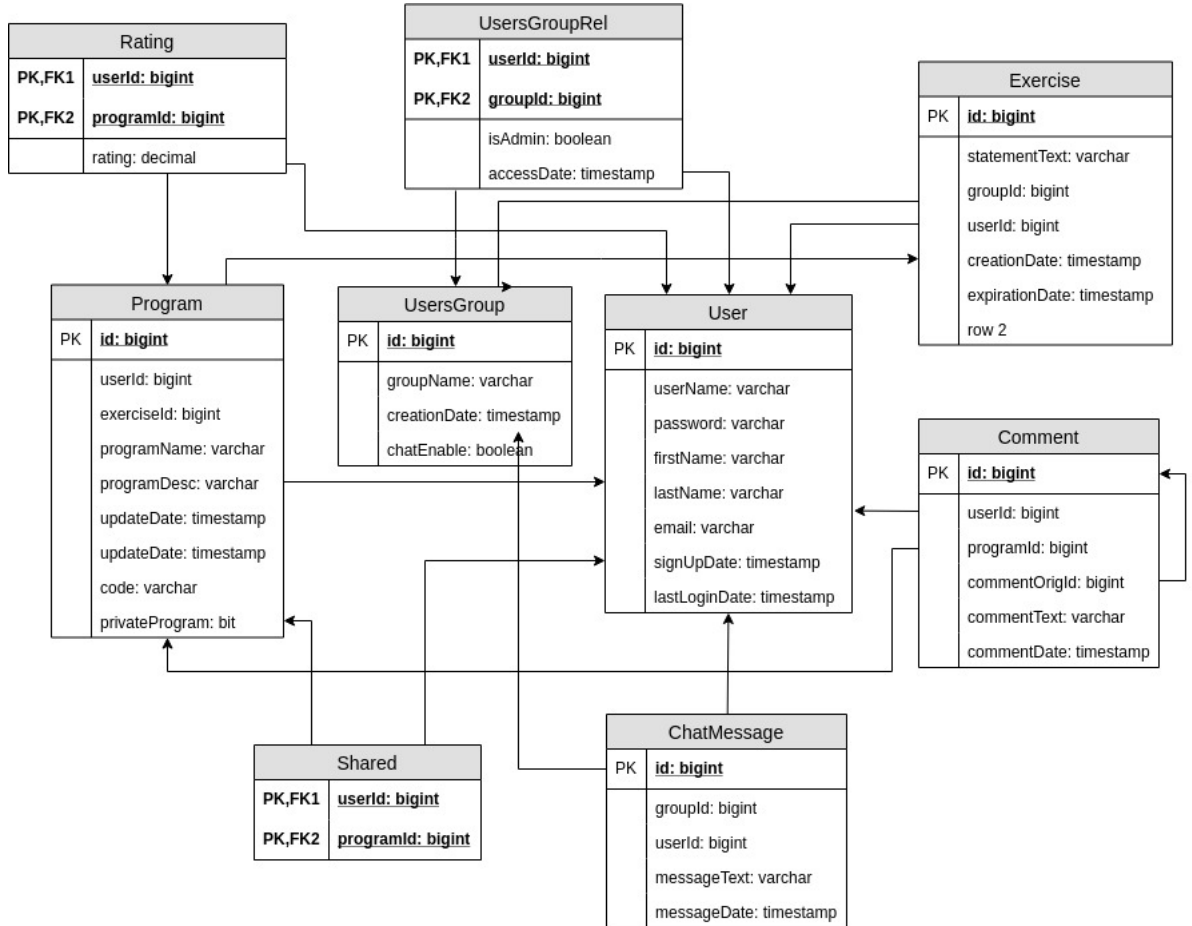 Rating
PK,FK1 userId: bigint
PK,FK2 programId: bigint
rating: decimal
UsersGroupRel
PK,FK1 userId: bigint
PK,FK2 groupId: bigint
isAdmin: boolean
accessDate: timestamp
Exercise
PK id: bigint
statementText: varchar
groupId: bigint
userId: bigint
creationDate: timestamp
expirationDate: timestamp
row 2
Program
PK id: bigint
userId: bigint
exerciseId: bigint
programName: varchar
programDesc: varchar
updateDate: timestamp
updateDate: timestamp
code: varchar
privateProgram: bit
UsersGroup
PK id: bigint
groupName: varchar
creationDate: timestamp
chatEnable: boolean
User
PK id: bigint
userName: varchar
password: varchar
firstName: varchar
lastName: varchar
email: varchar
signUpDate: timestamp
lastLoginDate: timestamp
Comment
PK id: bigint
userId: bigint
programId: bigint
commentOrigId: bigint
commentText: varchar
commentDate: timestamp
Shared
PK,FK1 userId: bigint
PK,FK2 programId: bigint
ChatMessage
PK id: bigint
groupId: bigint
userId: bigint
messageText: varchar
messageDate: timestamp